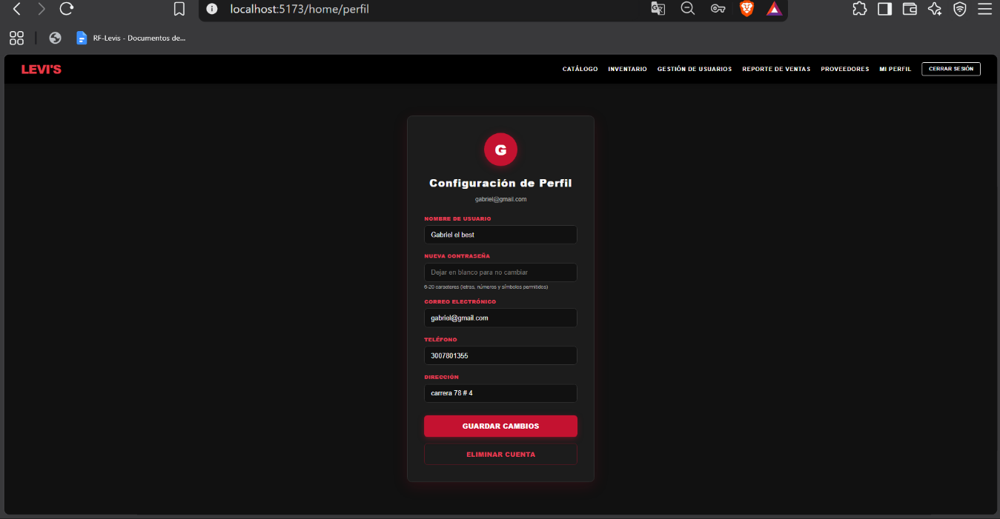 localhost:5173/home/perfil
RF-Levis - Documentos de...
LEVI'S
CATÁLOGO INVENTARIO GESTIÓN DE USUARIOS REPORTE DE VENTAS PROVEEDORES MI PERFIL CERRAR SESIÓN
G
Configuración de Perfil
gabriel@gmail.com
NOMBRE DE USUARIO
Gabriel el best
NUEVA CONTRASEÑA
Dejar en blanco para no cambiar
6-20 caracteres (letras, números y símbolos permitidos)
CORREO ELECTRÓNICO
gabriel@gmail.com
TELÉFONO
3007801355
DIRECCIÓN
carrera 78 # 4
GUARDAR CAMBIOS
ELIMINAR CUENTA